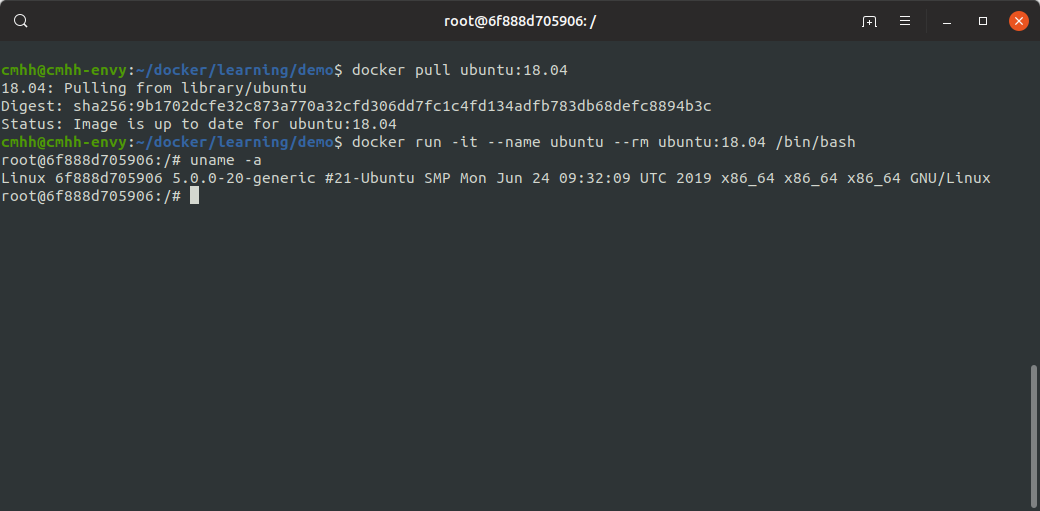 root@6f888d705906: /
cmhh@cmhh-envy:~/docker/learning/demo$ docker pull ubuntu:18.04
18.04: Pulling from library/ubuntu
Digest: sha256:9b1702dcfe32c873a770a32cfd306dd7fc1c4fd134adfb783db68defc8894b3c
Status: Image is up to date for ubuntu:18.04
cmhh@cmhh-envy:~/docker/learning/demo$ docker run -it --name ubuntu --rm ubuntu:18.04 /bin/bash
root@6f888d705906:/# uname -a
Linux 6f888d705906 5.0.0-20-generic #21-Ubuntu SMP Mon Jun 24 09:32:09 UTC 2019 x86_64 x86_64 x86_64 GNU/Linux
root@6f888d705906:/#